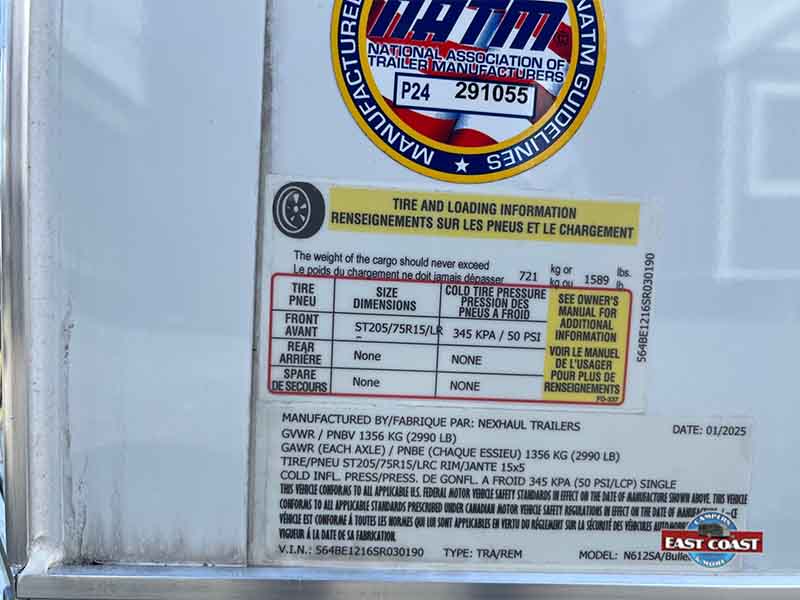 MANUFACTURED
NATM GUIDELINES
NATM®
NATIONAL ASSOCIATION OF
TRAILER MANUFACTURERS
P24 291055
TIRE AND LOADING INFORMATION
RENSEIGNEMENTS SUR LES PNEUS ET LE CHARGEMENT
The weight of the cargo should never exceed
Le poids du chargement ne doit jamais dépasser
721 kg or 1589 lbs.
kg ou lb.
TIRE
PNEU
SIZE
DIMENSIONS
COLD TIRE PRESSURE
PRESSION DES
PNEUS A FROID
SEE OWNER'S
MANUAL FOR
ADDITIONAL
INFORMATION
VOIR LE MANUEL
DE L'USAGER
POUR PLUS DE
RENSEIGNEMENTS
FRONT
AVANT
ST205/75R15/LR
345 KPA / 50 PSI
REAR
ARRIÈRE
None
NONE
SPARE
DE SECOURS
None
NONE
FO-337
564BE1216SR030190
MANUFACTURED BY/FABRIQUE PAR: NEXHAUL TRAILERS DATE: 01/2025
GVWR / PNBV 1356 KG (2990 LB)
GAWR (EACH AXLE) / PNBE (CHAQUE ESSIEU) 1356 KG (2990 LB)
TIRE/PNEU ST205/75R15/LRC RIM/JANTE 15x5
COLD INFL. PRESS/PRESS. DE GONFL. A FROID 345 KPA (50 PSI/LCP) SINGLE
THIS VEHICLE CONFORMS TO ALL APPLICABLE U.S. FEDERAL MOTOR VEHICLE SAFETY STANDARDS IN EFFECT ON THE DATE OF MANUFACTURE SHOWN ABOVE. THIS VEHICLE
CONFORMS TO ALL APPLICABLE STANDARDS PRESCRIBED UNDER CANADIAN MOTOR VEHICLE SAFETY REGULATIONS IN EFFECT ON THE DATE OF MANUFACTURE
VÉHICULE EST CONFORME À TOUTES LES NORMES QUI LUI SONT APPLICABLES EN VERTU DU RÈGLEMENT SUR LA SÉCURITÉ DES VÉHICULES
VIGUEUR À LA DATE DE SA FABRICATION.
V.I.N.: 564BE1216SR030190 TYPE: TRA/REM MODEL: N612SA/Bulle
CAMPERS
EAST COAST
& MORE